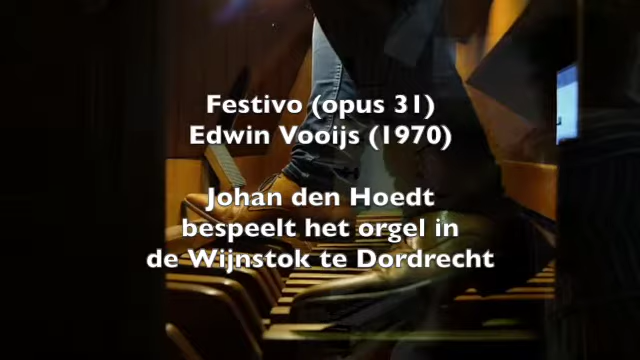 Festivo (opus 31)
Edwin Vooijs (1970)
Johan den Hoedt
bespeelt het orgel in
de Wijnstok te Dordrecht